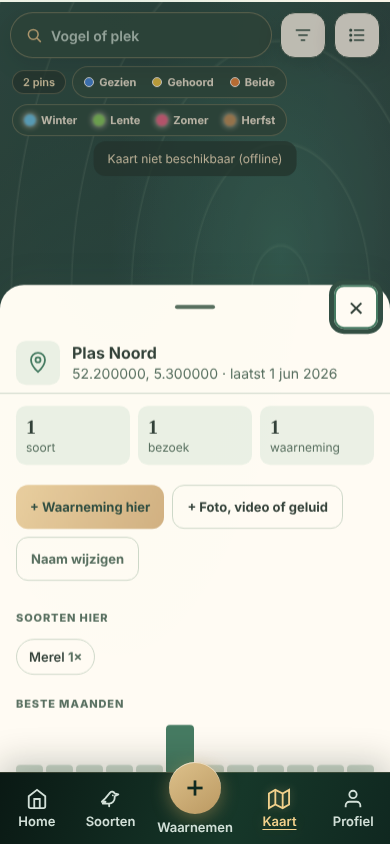 Vogel of plek
2 pins Gezien Gehoord Beide
Winter Lente Zomer Herfst
Kaart niet beschikbaar (offline)
Plas Noord
52.200000, 5.300000 · laatst 1 jun 2026
1 1 1
soort bezoek waarneming
+ Waarneming hier + Foto, video of geluid
Naam wijzigen
SOORTEN HIER
Merel 1×
BESTE MAANDEN
Home Soorten Waarnemen Kaart Profiel